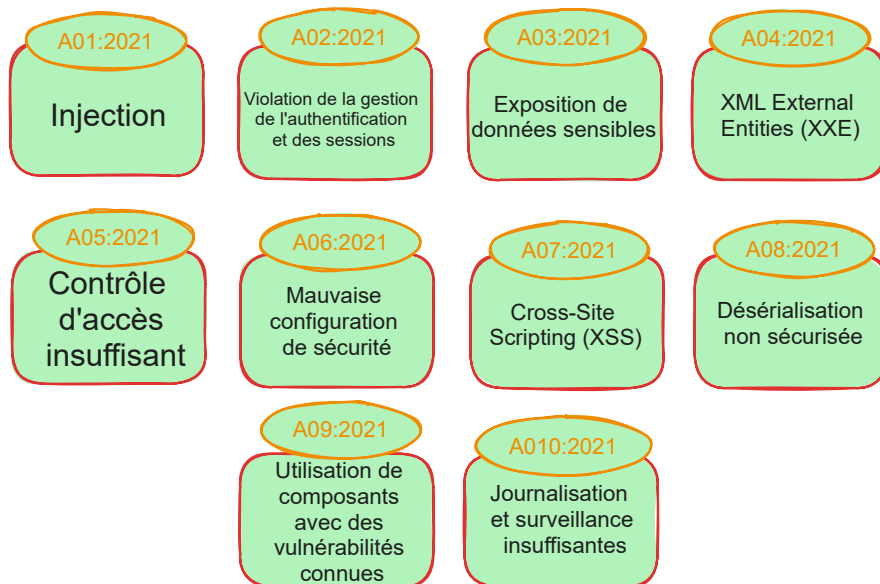 A01:2021
Injection
A02:2021
Violation de la gestion
de l'authentification
et des sessions
A03:2021
Exposition de
données sensibles
A04:2021
XML External
Entities (XXE)
A05:2021
Contrôle
d'accès
insuffisant
A06:2021
Mauvaise
configuration
de sécurité
A07:2021
Cross-Site
Scripting (XSS)
A08:2021
Désérialisation
non sécurisée
A09:2021
Utilisation de
composants
avec des
vulnérabilités
connues
A010:2021
Journalisation
et surveillance
insuffisantes